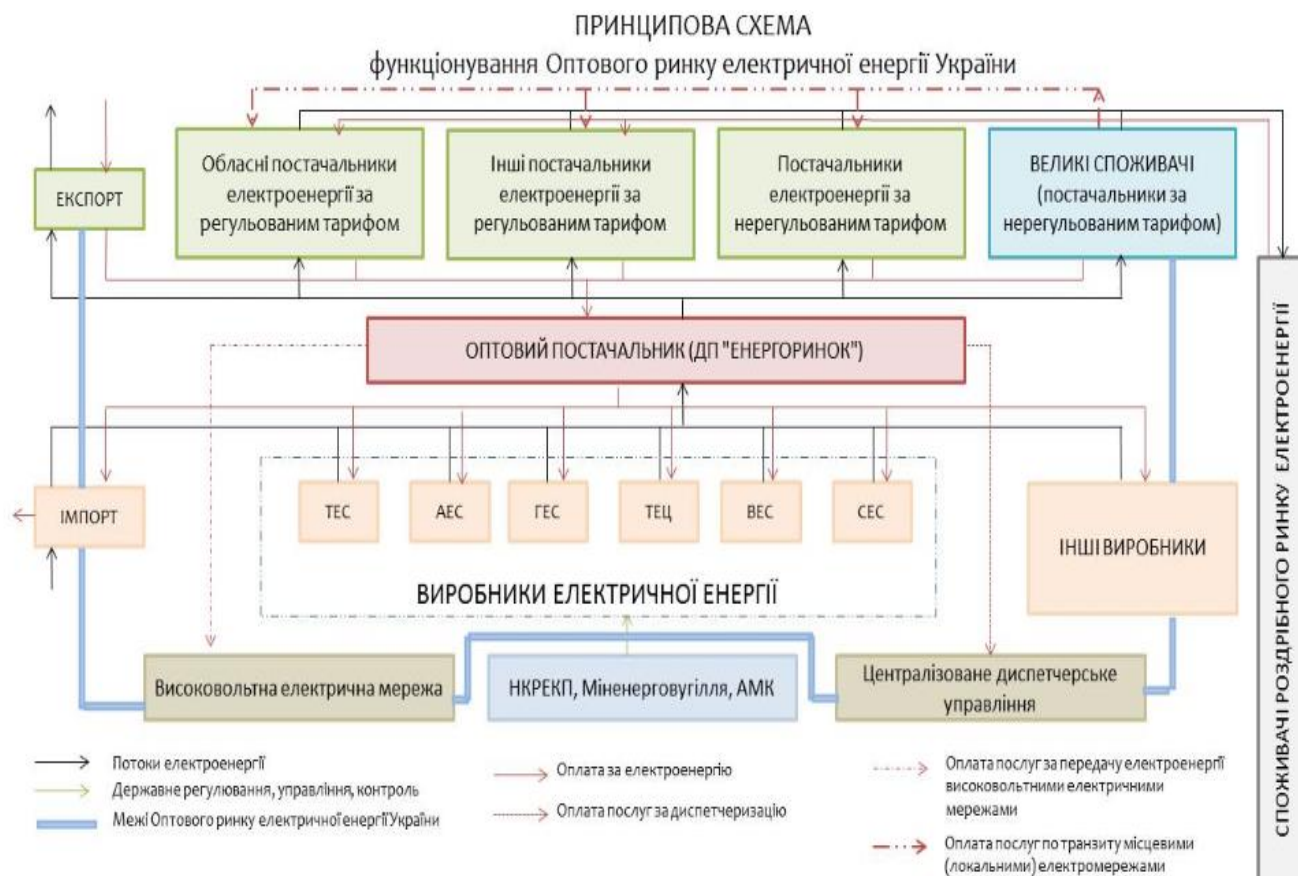 ПРИНЦИПОВА СХЕМА
функціонування Оптового ринку електричної енергії України
ЕКСПОРТ
Обласні постачальники
електроенергії за
регульованим тарифом
Інші постачальники
електроенергії за
регульованим тарифом
Постачальники
електроенергії за
нерегульованим тарифом
ВЕЛИКІ СПОЖИВАЧІ
(постачальники за
нерегульованим тарифом)
ОПТОВИЙ ПОСТАЧАЛЬНИК (ДП "ЕНЕРГОРИНОК")
ІМПОРТ
ТЕС
АЕС
ГЕС
ТЕЦ
ВЕС
СЕС
ІНШІ ВИРОБНИКИ
ВИРОБНИКИ ЕЛЕКТРИЧНОЇ ЕНЕРГІЇ
Високовольтна електрична мережа
НКРЕКП, Міненерговугілля, АМК
Централізоване диспетчерське
управління
СПОЖИВАЧІ РОЗДРІБНОГО РИНКУ ЕЛЕКТРОЕНЕРГІЇ
Потоки електроенергії
Державне регулювання, управління, контроль
Межі Оптового ринку електричної енергії України
Оплата за електроенергію
Оплата послуг за диспетчеризацію
Оплата послуг за передачу електроенергії
високовольтними електричними
мережами
Оплата послуг по транзиту місцевими
(локальними) електромережами